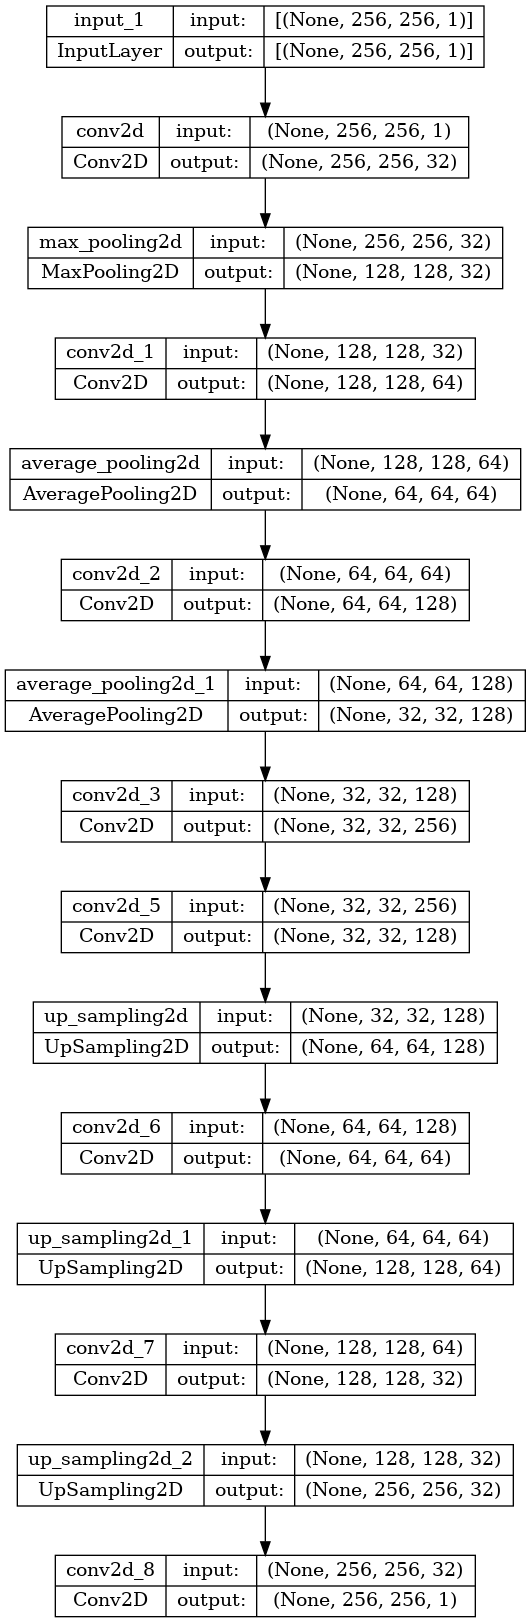 input_1 input: [(None, 256, 256, 1)]
InputLayer output: [(None, 256, 256, 1)]
conv2d input: (None, 256, 256, 1)
Conv2D output: (None, 256, 256, 32)
max_pooling2d input: (None, 256, 256, 32)
MaxPooling2D output: (None, 128, 128, 32)
conv2d_1 input: (None, 128, 128, 32)
Conv2D output: (None, 128, 128, 64)
average_pooling2d input: (None, 128, 128, 64)
AveragePooling2D output: (None, 64, 64, 64)
conv2d_2 input: (None, 64, 64, 64)
Conv2D output: (None, 64, 64, 128)
average_pooling2d_1 input: (None, 64, 64, 128)
AveragePooling2D output: (None, 32, 32, 128)
conv2d_3 input: (None, 32, 32, 128)
Conv2D output: (None, 32, 32, 256)
conv2d_5 input: (None, 32, 32, 256)
Conv2D output: (None, 32, 32, 128)
up_sampling2d input: (None, 32, 32, 128)
UpSampling2D output: (None, 64, 64, 128)
conv2d_6 input: (None, 64, 64, 128)
Conv2D output: (None, 64, 64, 64)
up_sampling2d_1 input: (None, 64, 64, 64)
UpSampling2D output: (None, 128, 128, 64)
conv2d_7 input: (None, 128, 128, 64)
Conv2D output: (None, 128, 128, 32)
up_sampling2d_2 input: (None, 128, 128, 32)
UpSampling2D output: (None, 256, 256, 32)
conv2d_8 input: (None, 256, 256, 32)
Conv2D output: (None, 256, 256, 1)